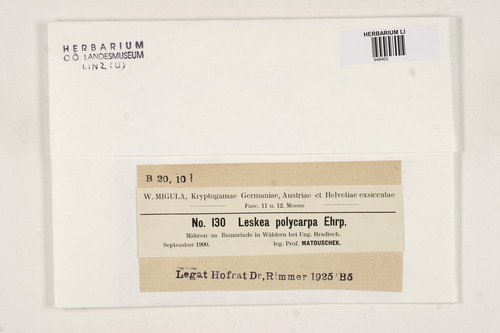 HERBARIUM
OÖ. LANDESMUSEUM
LINZ (U)
HERBARIUM LI
B 20, 10
W. MIGULA, Kryptogamae Germaniae, Austriae et Helvetiae exsiccatae
Fasc. 11 u. 12. Moose
No. 130 Leskea polycarpa Ehrp.
Mähren: an Baumrinde in Wäldern bei Ung. Hradisch.
September 1900. leg. Prof. MATOUSCHEK.
Legat Hofrat Dr, Rimmer 1925 B5